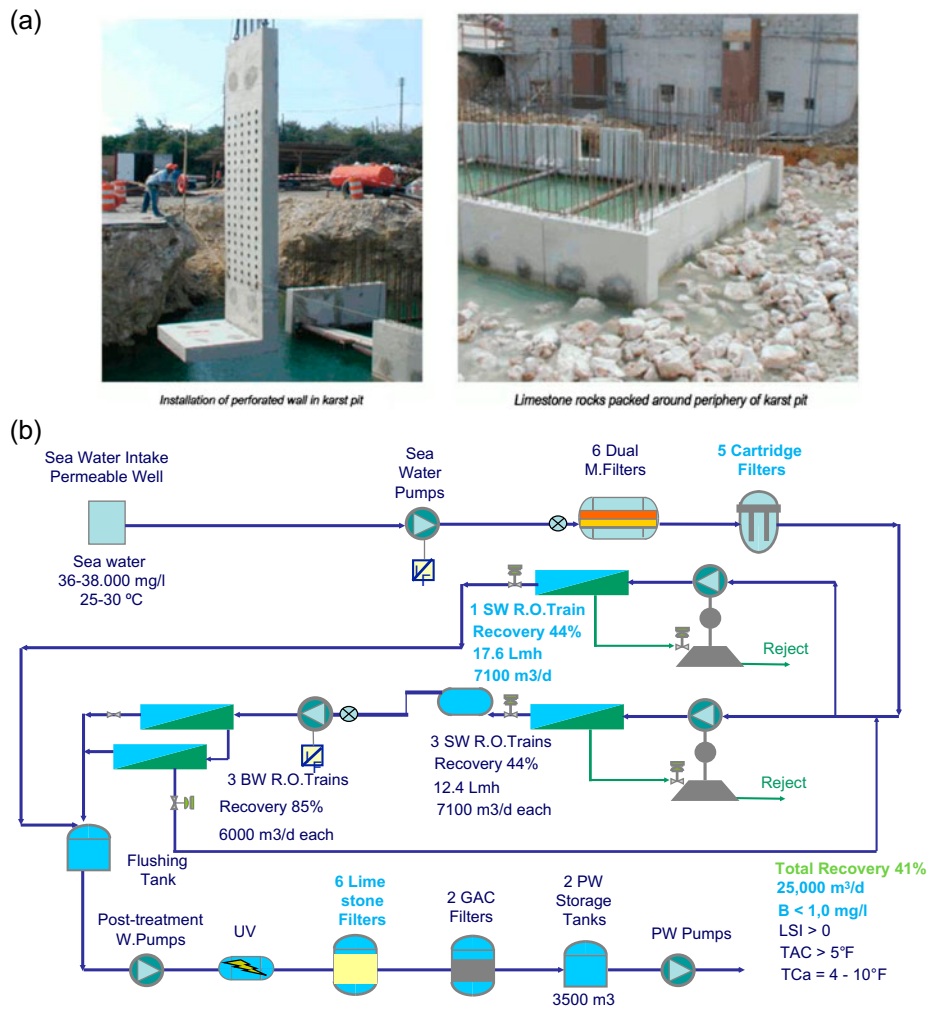 (a)
Installation of perforated wall in karst pit
Limestone rocks packed around periphery of karst pit
(b)
Sea Water Intake
Permeable Well
Sea
Water
Pumps
6 Dual
M.Filters
5 Cartridge
Filters
Sea water
36-38.000 mg/l
25-30 ºC
1 SW R.O.Train
Recovery 44%
17.6 Lmh
7100 m3/d
Reject
3 SW R.O.Trains
Recovery 44%
12.4 Lmh
7100 m3/d each
Reject
3 BW R.O.Trains
Recovery 85%
6000 m3/d each
Flushing
Tank
Total Recovery 41%
25,000 m³/d
B < 1,0 mg/l
LSI > 0
TAC > 5°F
TCa = 4 - 10°F
Post-treatment
W.Pumps
UV
6 Lime
stone
Filters
2 GAC
Filters
2 PW
Storage
Tanks
3500 m3
PW Pumps